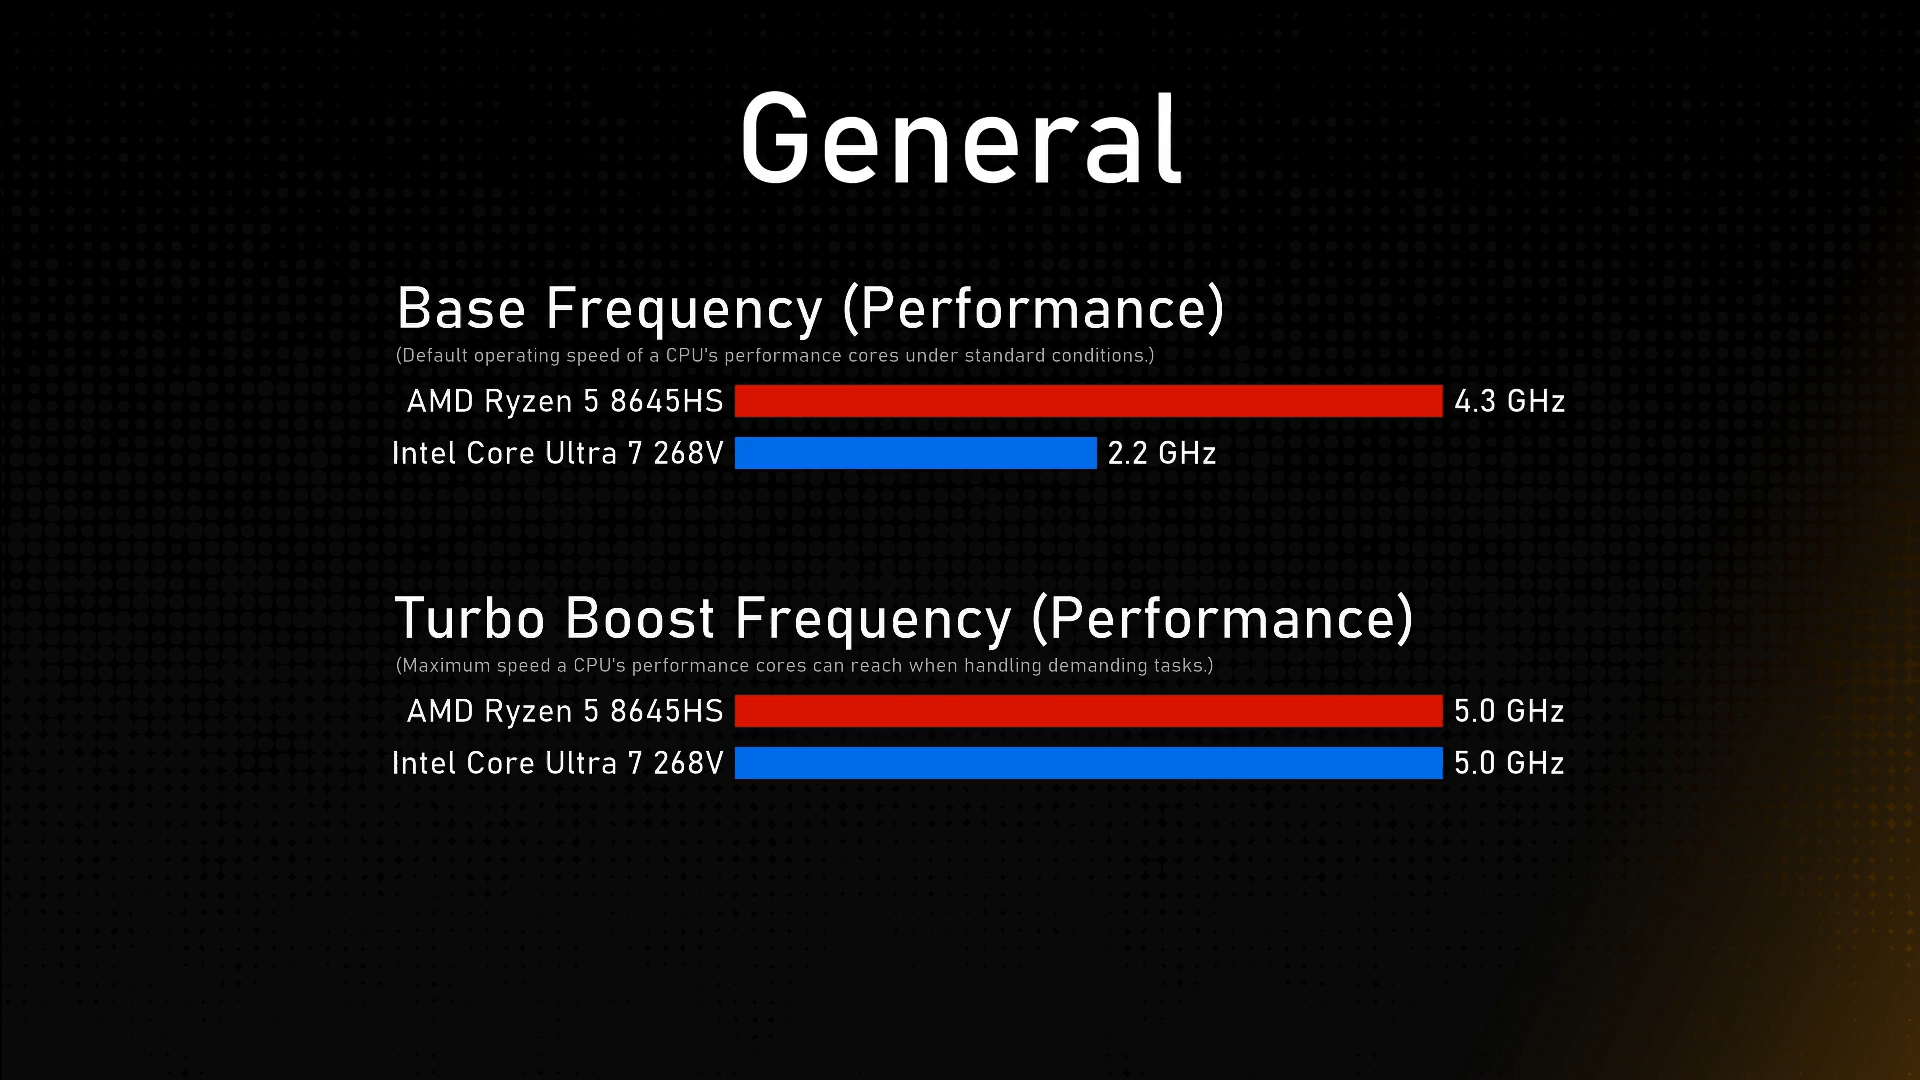 General
Base Frequency (Performance)
(Default operating speed of a CPU's performance cores under standard conditions.)
AMD Ryzen 5 8645HS 4.3 GHz
Intel Core Ultra 7 268V 2.2 GHz
Turbo Boost Frequency (Performance)
(Maximum speed a CPU's performance cores can reach when handling demanding tasks.)
AMD Ryzen 5 8645HS 5.0 GHz
Intel Core Ultra 7 268V 5.0 GHz